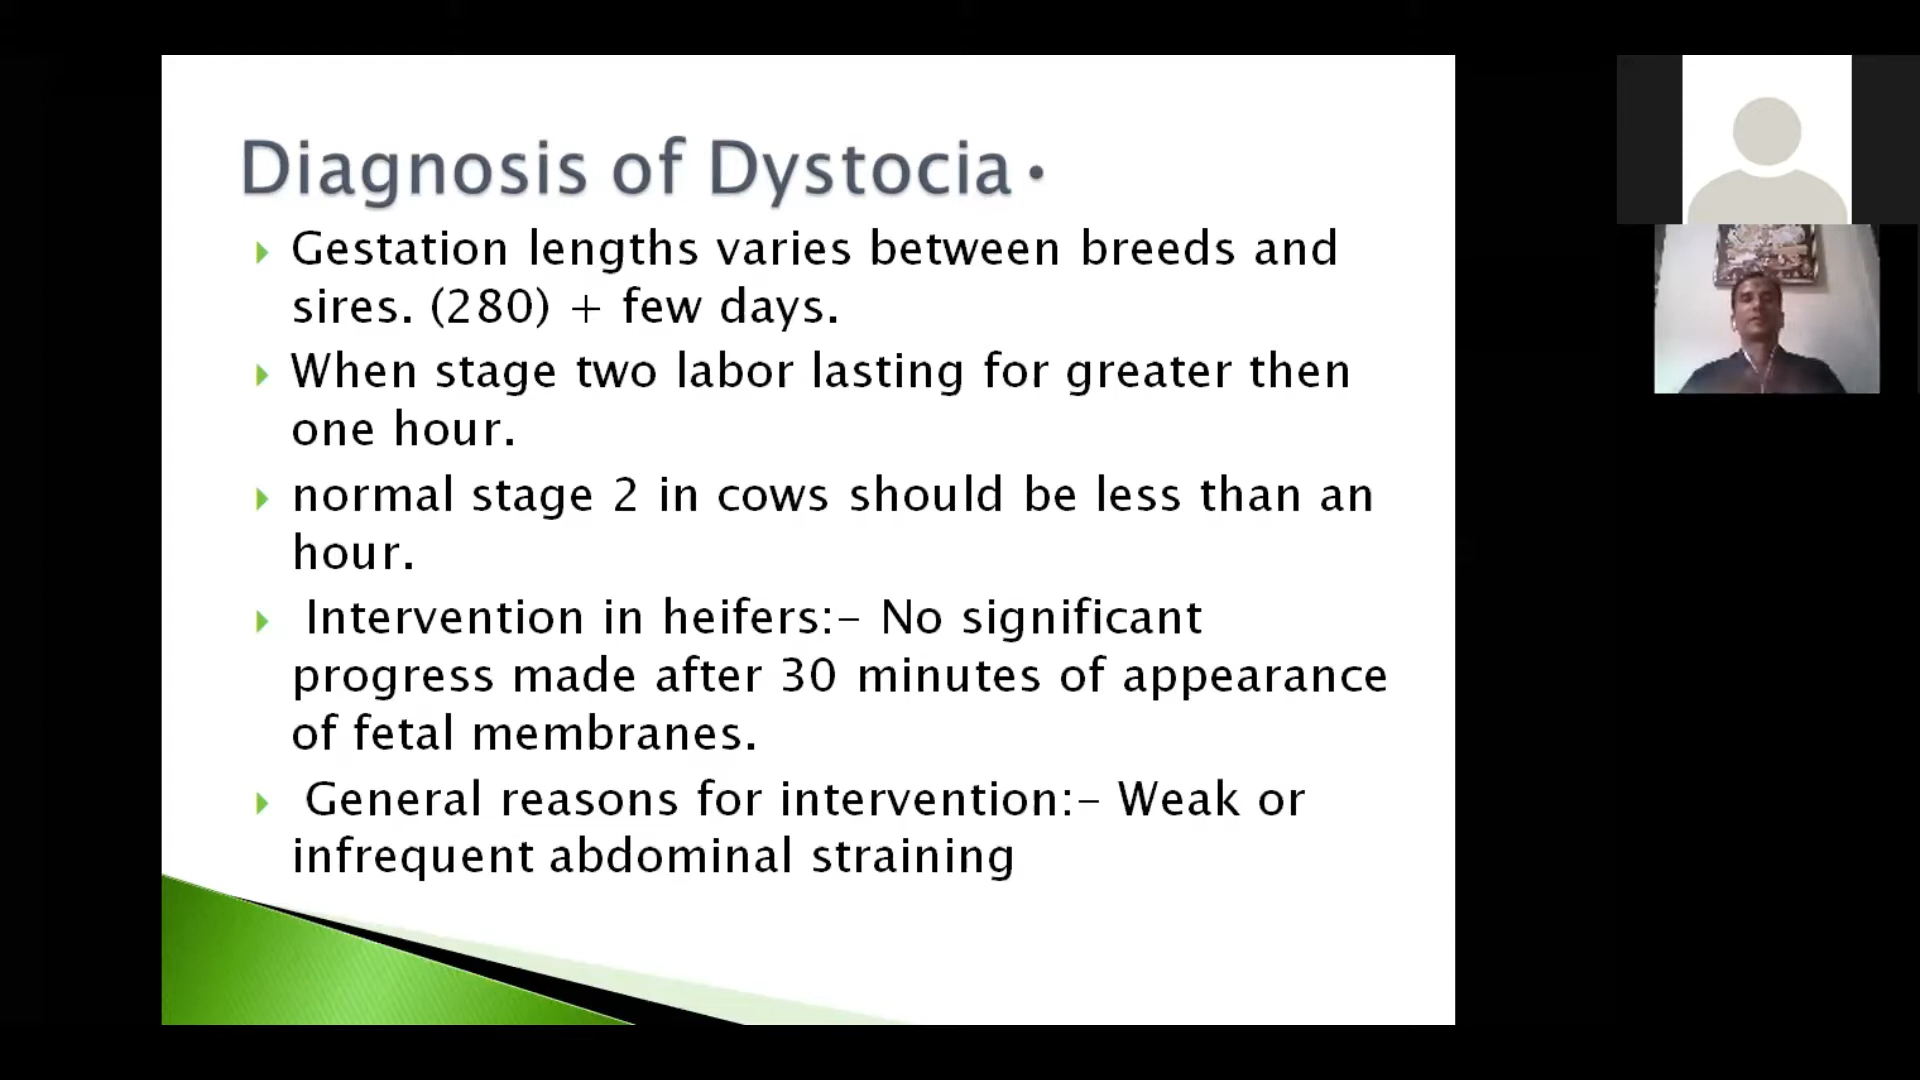 Diagnosis of Dystocia•
Gestation lengths varies between breeds and
sires. (280) + few days.
When stage two labor lasting for greater then
one hour.
normal stage 2 in cows should be less than an
hour.
Intervention in heifers:- No significant
progress made after 30 minutes of appearance
of fetal membranes.
General reasons for intervention:- Weak or
infrequent abdominal straining